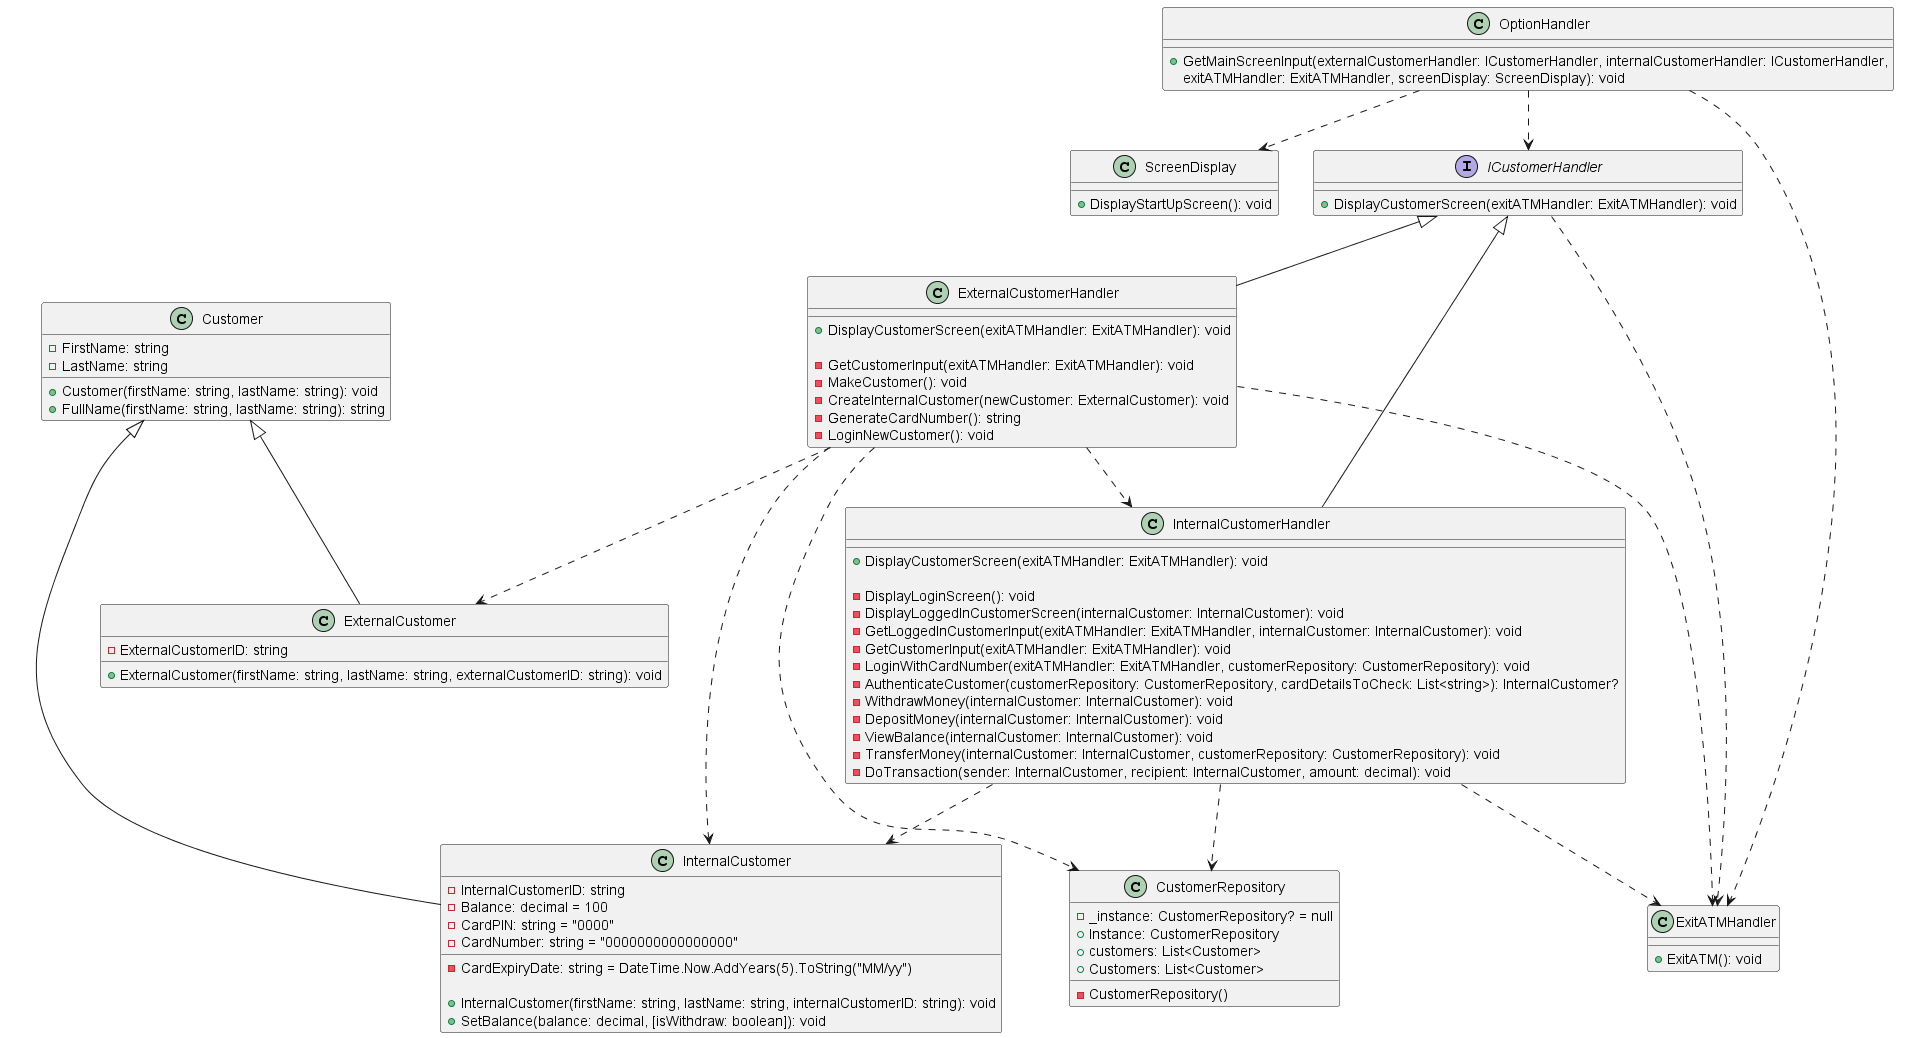 C OptionHandler
GetMainScreenInput(externalCustomerHandler: ICustomerHandler, internalCustomerHandler: ICustomerHandler,
exitATMHandler: ExitATMHandler, screenDisplay: ScreenDisplay): void
C ScreenDisplay
DisplayStartUpScreen(): void
I ICustomerHandler
DisplayCustomerScreen(exitATMHandler: ExitATMHandler): void
C ExternalCustomerHandler
DisplayCustomerScreen(exitATMHandler: ExitATMHandler): void
GetCustomerInput(exitATMHandler: ExitATMHandler): void
MakeCustomer(): void
CreateInternalCustomer(newCustomer: ExternalCustomer): void
GenerateCardNumber(): string
LoginNewCustomer(): void
C Customer
FirstName: string
LastName: string
Customer(firstName: string, lastName: string): void
FullName(firstName: string, lastName: string): string
C InternalCustomerHandler
DisplayCustomerScreen(exitATMHandler: ExitATMHandler): void
DisplayLoginScreen(): void
DisplayLoggedInCustomerScreen(internalCustomer: InternalCustomer): void
GetLoggedInCustomerInput(exitATMHandler: ExitATMHandler, internalCustomer: InternalCustomer): void
GetCustomerInput(exitATMHandler: ExitATMHandler): void
LoginWithCardNumber(exitATMHandler: ExitATMHandler, customerRepository: CustomerRepository): void
AuthenticateCustomer(customerRepository: CustomerRepository, cardDetailsToCheck: List<string>): InternalCustomer?
WithdrawMoney(internalCustomer: InternalCustomer): void
DepositMoney(internalCustomer: InternalCustomer): void
ViewBalance(internalCustomer: InternalCustomer): void
TransferMoney(internalCustomer: InternalCustomer, customerRepository: CustomerRepository): void
DoTransaction(sender: InternalCustomer, recipient: InternalCustomer, amount: decimal): void
C ExternalCustomer
ExternalCustomerID: string
ExternalCustomer(firstName: string, lastName: string, externalCustomerID: string): void
C InternalCustomer
InternalCustomerID: string
Balance: decimal = 100
CardPIN: string = "0000"
CardNumber: string = "0000000000000000"
CardExpiryDate: string = DateTime.Now.AddYears(5).ToString("MM/yy")
InternalCustomer(firstName: string, lastName: string, internalCustomerID: string): void
SetBalance(balance: decimal, [isWithdraw: boolean]): void
C CustomerRepository
_instance: CustomerRepository? = null
Instance: CustomerRepository
customers: List<Customer>
Customers: List<Customer>
CustomerRepository()
C ExitATMHandler
ExitATM(): void